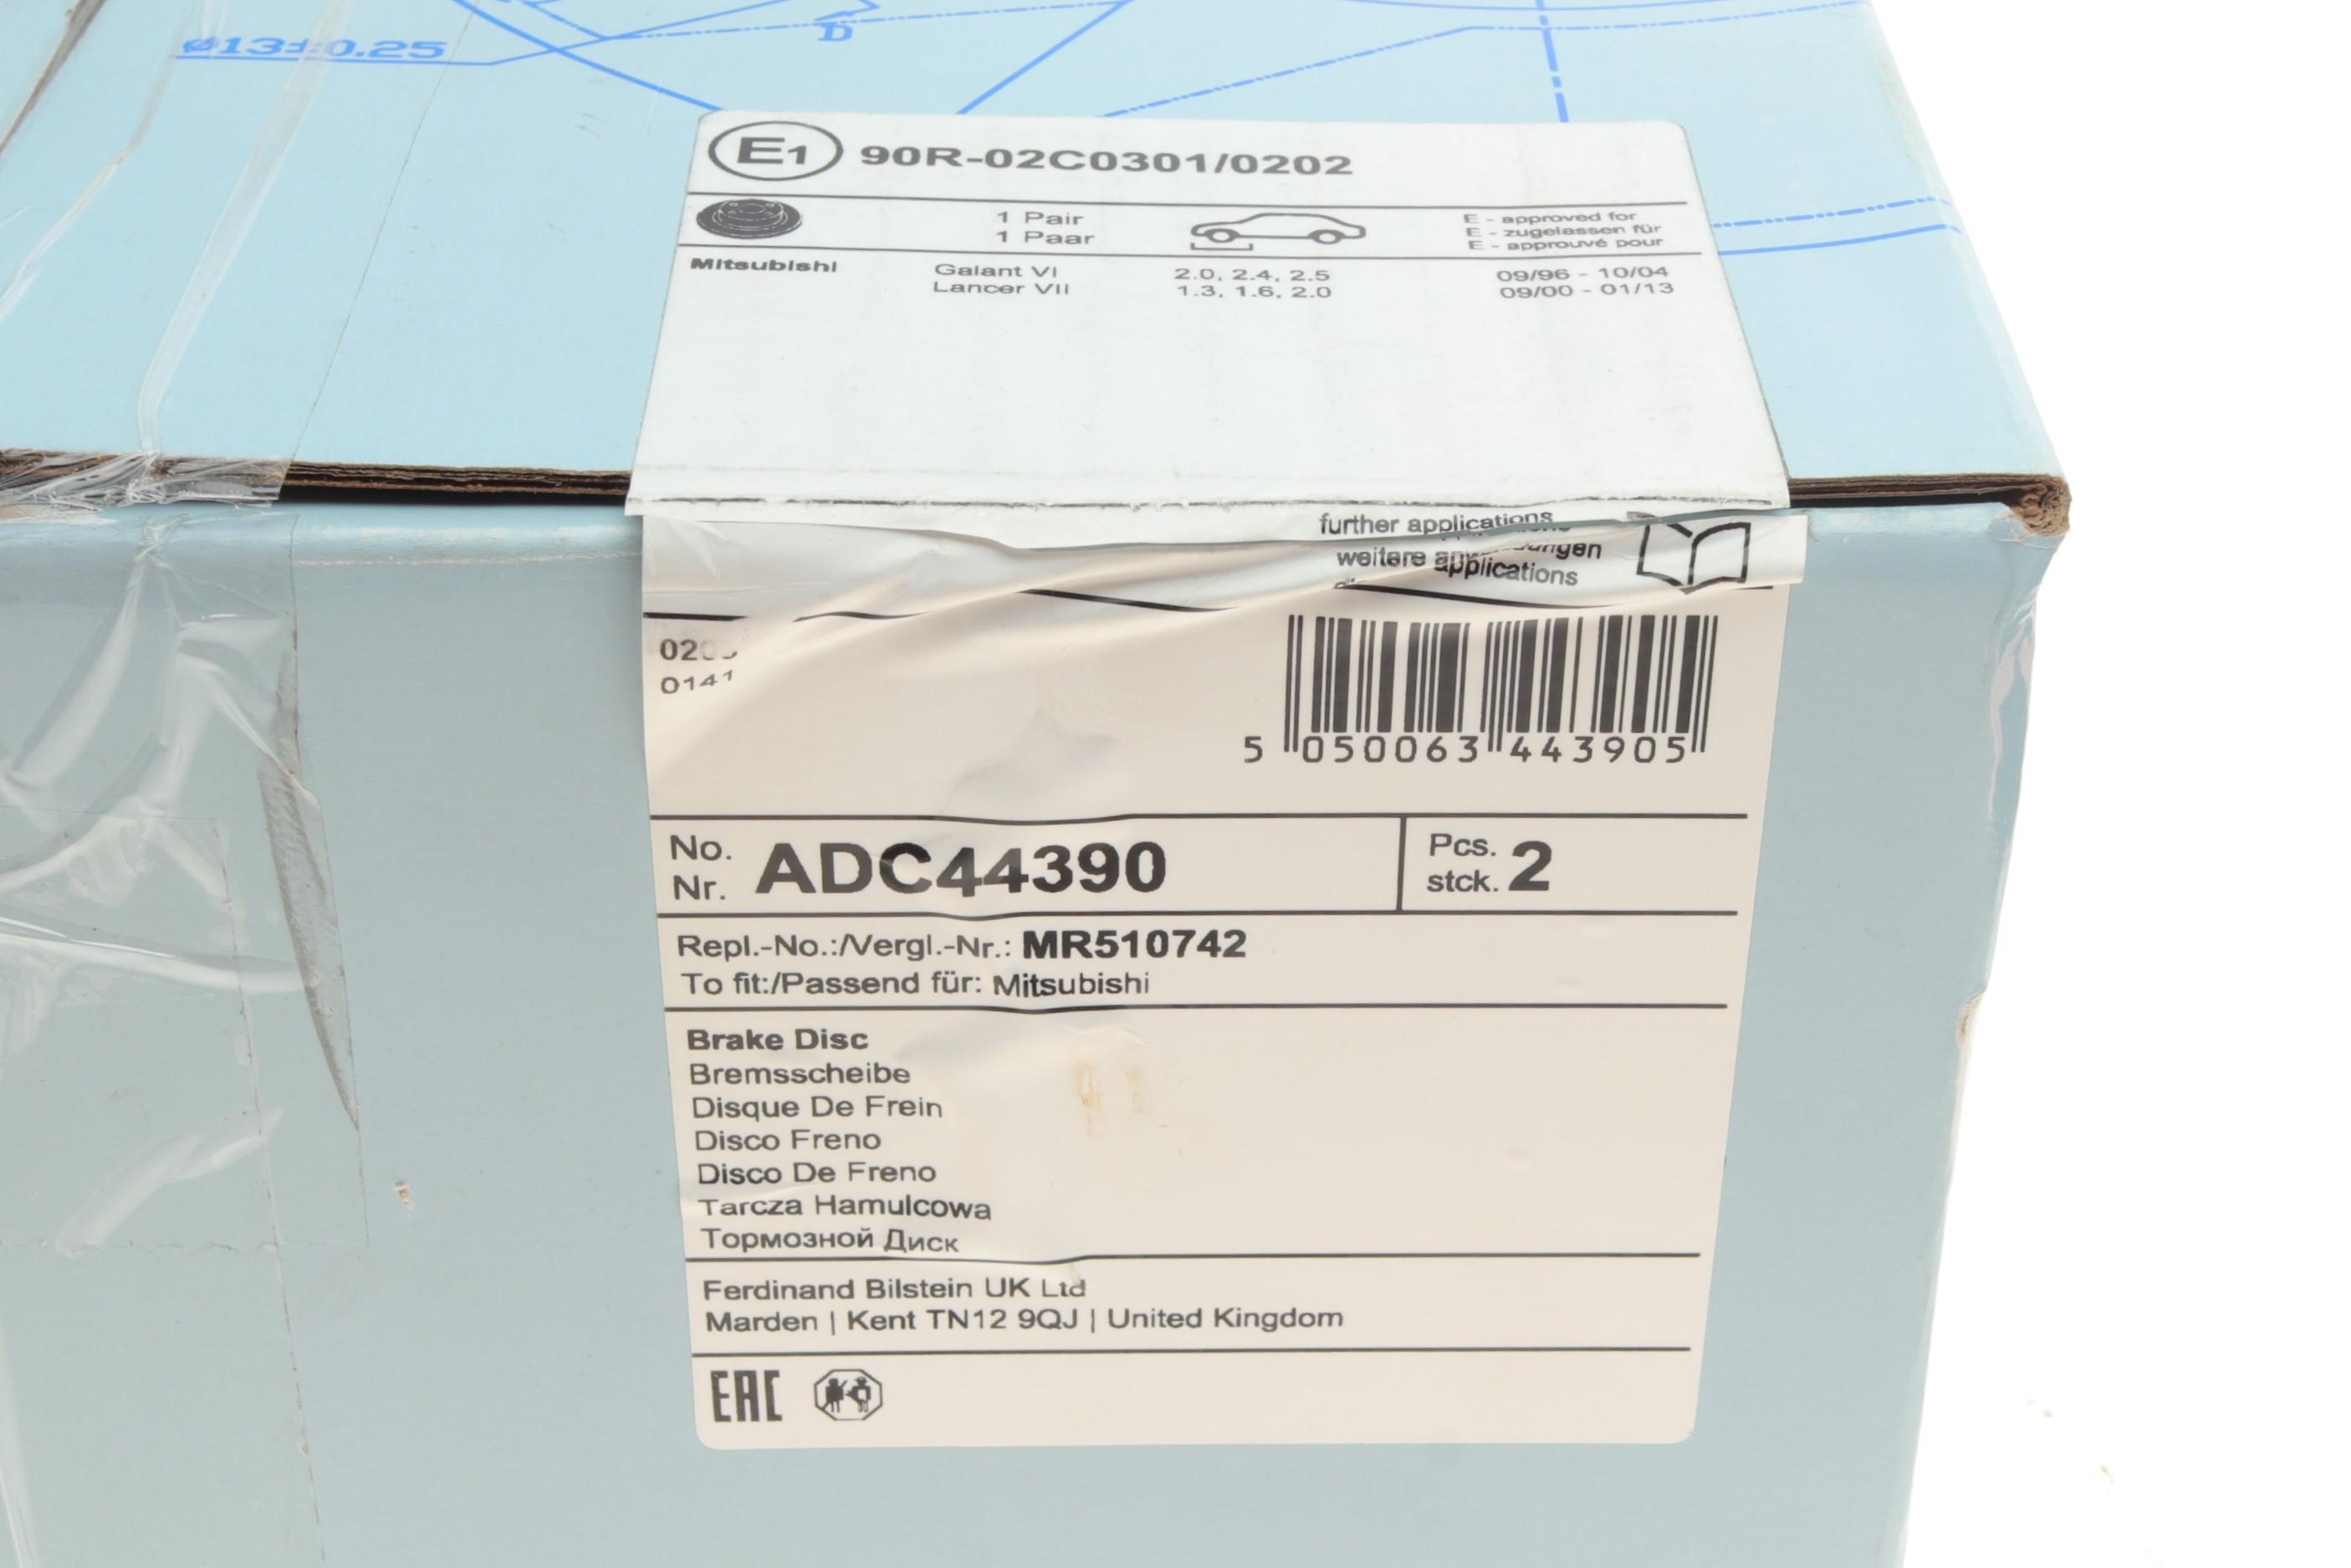 ø13±0.25
D
E1 90R-02C0301/0202
1 Pair
1 Paar
E - approved for
E - zugelassen für
E - approuvé pour
Mitsubishi Galant VI 2.0, 2.4, 2.5 09/96 - 10/04
Lancer VII 1.3, 1.6, 2.0 09/00 - 01/13
further applications
weitere
applications
0141
5 050063 443905
No.
Nr. ADC44390
Pcs.
stck. 2
Repl.-No.:/Vergl.-Nr.: MR510742
To fit:/Passend für: Mitsubishi
Brake Disc
Bremsscheibe
Disque De Frein
Disco Freno
Disco De Freno
Tarcza Hamulcowa
Тормозной Диск
Ferdinand Bilstein UK Ltd
Marden | Kent TN12 9QJ | United Kingdom
EAC